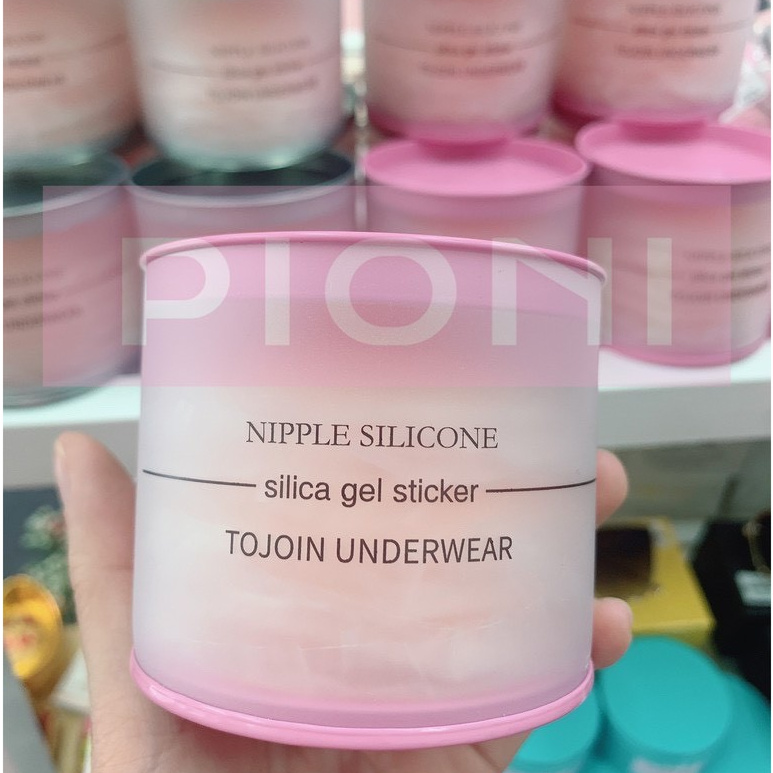 PIONI
NIPPLE SILICONE
silica gel sticker
TOJOIN UNDERWEAR